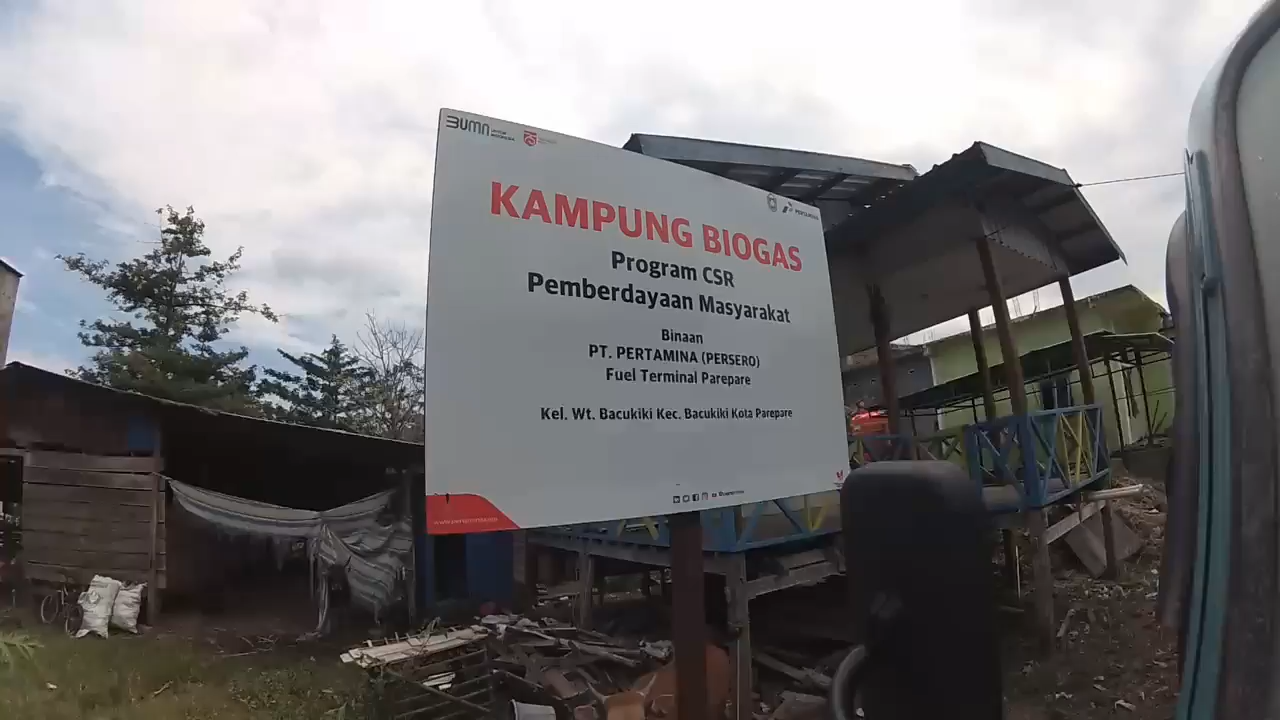 BUMN
PERTAMINA
KAMPUNG BIOGAS
Program CSR
Pemberdayaan Masyarakat
Binaan
PT. PERTAMINA (PERSERO)
Fuel Terminal Parepare
Kel. Wt. Bacukiki Kec. Bacukiki Kota Parepare